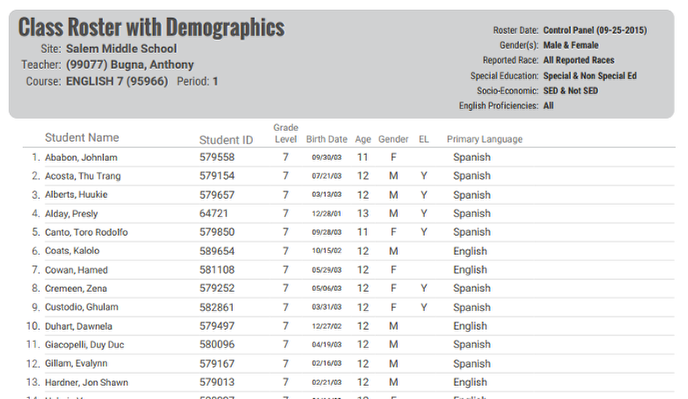 Class Roster with Demographics
Site: Salem Middle School
Teacher: (99077) Bugna, Anthony
Course: ENGLISH 7 (95966) Period: 1
Roster Date: Control Panel (09-25-2015)
Gender(s): Male & Female
Reported Race: All Reported Races
Special Education: Special & Non Special Ed
Socio-Economic: SED & Not SED
English Proficiencies: All
Student Name Student ID Grade Level Birth Date Age Gender EL Primary Language
1. Ababon, Johnlam 579558 7 09/30/03 11 F Spanish
2. Acosta, Thu Trang 579154 7 07/21/03 12 M Y Spanish
3. Alberts, Huukie 579657 7 03/13/03 12 M Y Spanish
4. Alday, Presly 64721 7 12/28/01 13 M Y Spanish
5. Canto, Toro Rodolfo 579850 7 09/28/03 11 F Y Spanish
6. Coats, Kalolo 589654 7 10/15/02 12 M English
7. Cowan, Hamed 581108 7 05/29/03 12 F English
8. Cremeen, Zena 579252 7 05/06/03 12 F Y Spanish
9. Custodio, Ghulam 582861 7 03/31/03 12 F Y Spanish
10. Duhart, Dawnela 579497 7 12/27/02 12 M English
11. Giacopelli, Duy Duc 580096 7 04/19/03 12 M Spanish
12. Gillam, Evalynn 579167 7 02/16/03 12 M Spanish
13. Hardner, Jon Shawn 579013 7 02/21/03 12 M English